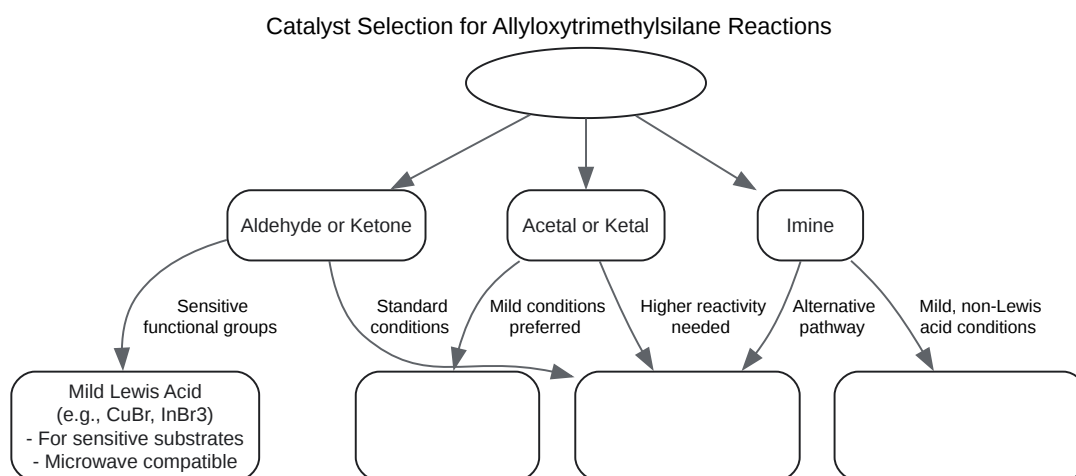 Catalyst Selection for Allyloxytrimethylsilane Reactions
Aldehyde or Ketone
Acetal or Ketal
Imine
Sensitive
functional groups
Standard
conditions
Mild conditions
preferred
Higher reactivity
needed
Alternative
pathway
Mild, non-Lewis
acid conditions
Mild Lewis Acid
(e.g., CuBr, InBr3)
- For sensitive substrates
- Microwave compatible